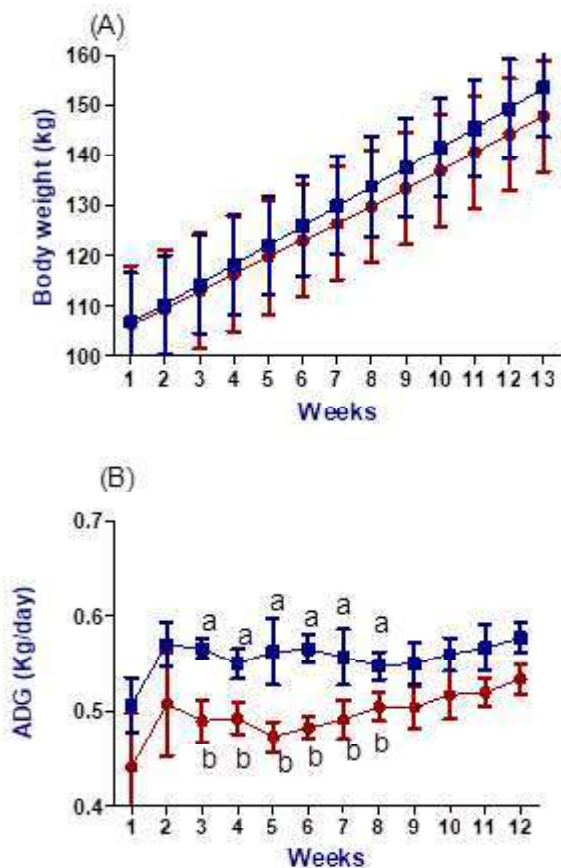 (A)
160
150
140
130
120
110
100
Body weight (kg)
1 2 3 4 5 6 7 8 9 10 11 12 13
Weeks
(B)
0.7
0.6
0.5
0.4
ADG (Kg/day)
a a a a a a
b b b b b b
1 2 3 4 5 6 7 8 9 10 11 12
Weeks